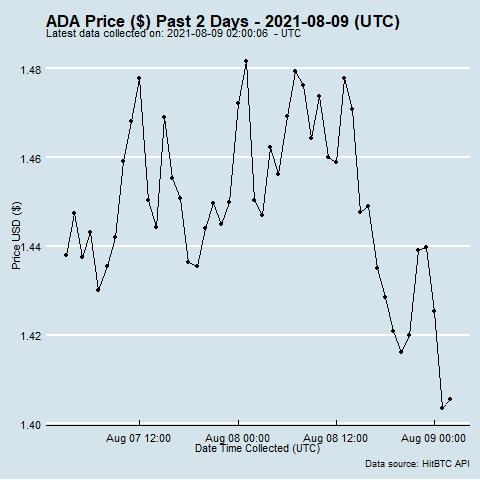 ADA Price ($) Past 2 Days - 2021-08-09 (UTC)
Latest data collected on: 2021-08-09 02:00:06 - UTC
1.48
1.46
1.44
1.42
1.40
Price USD ($)
Aug 07 12:00 Aug 08 00:00 Aug 08 12:00 Aug 09 00:00
Date Time Collected (UTC)
Data source: HitBTC API